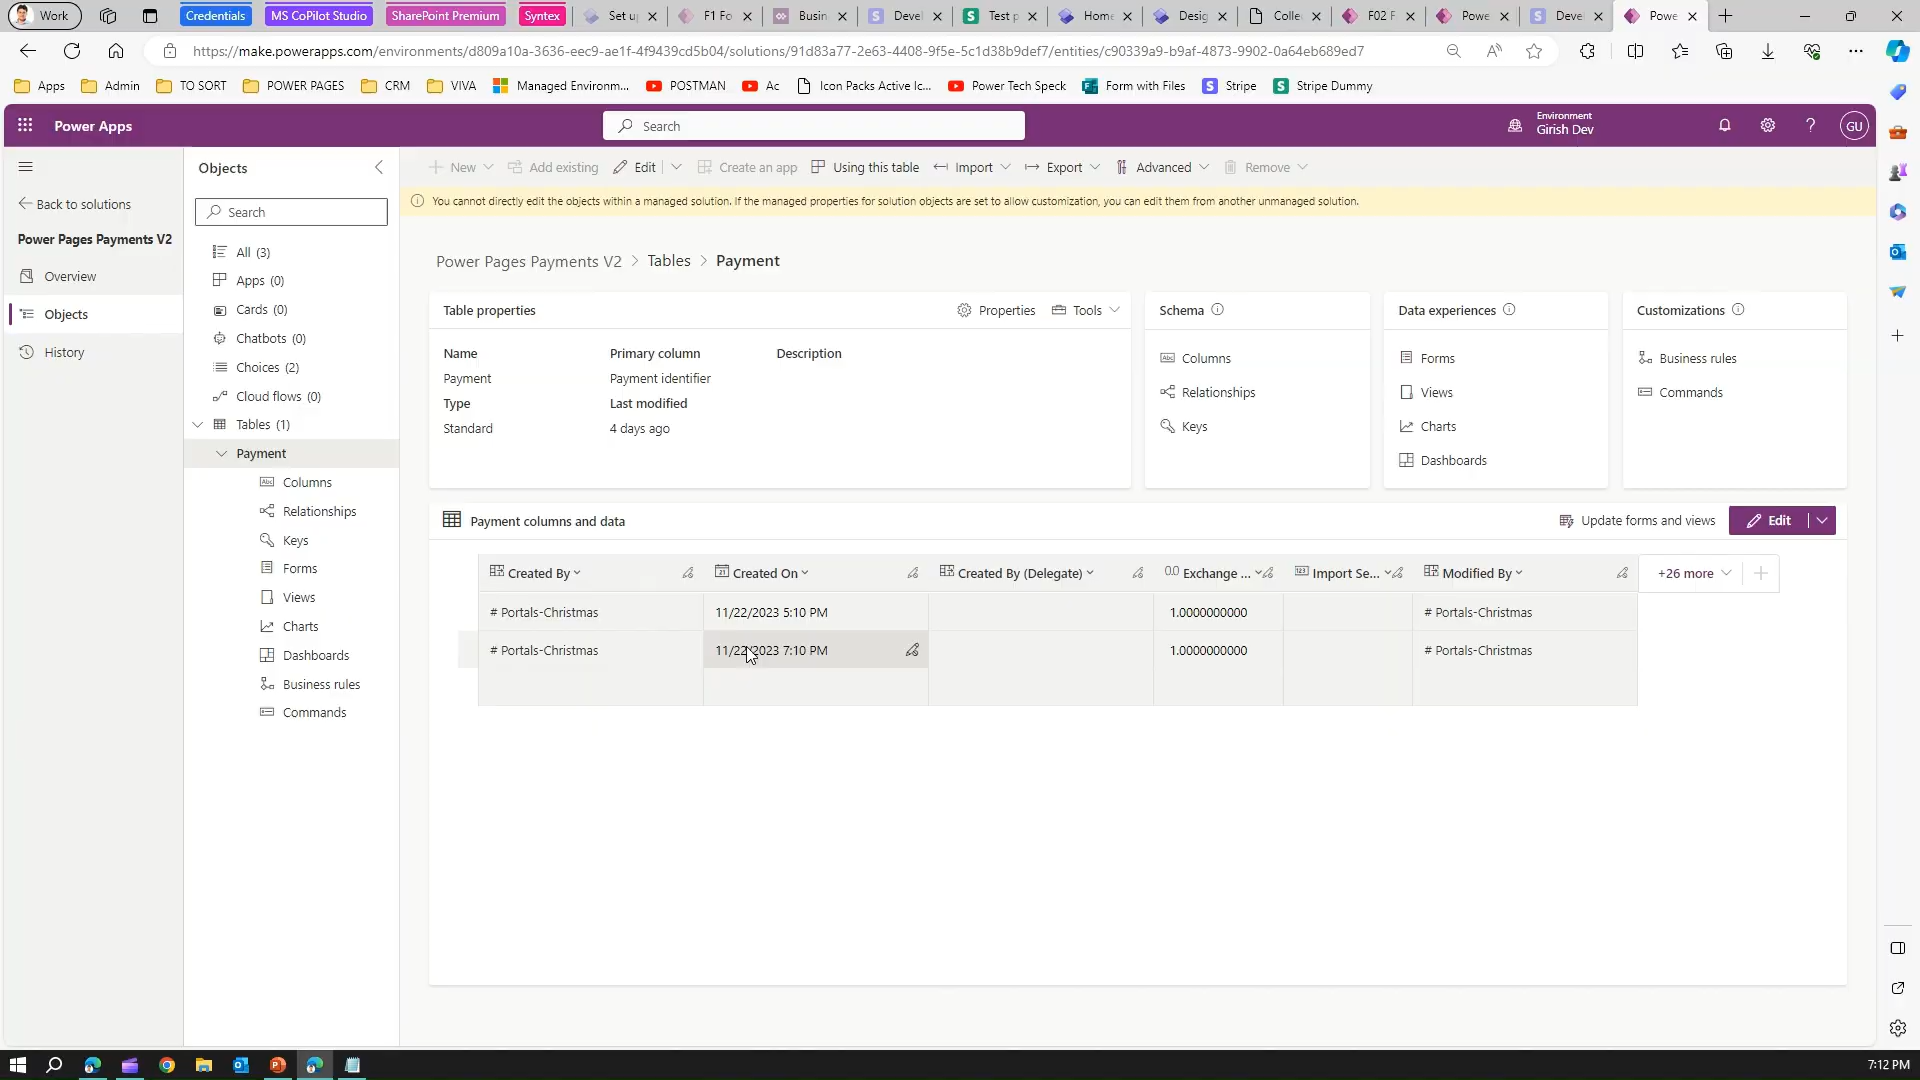 Work
Credentials
MS CoPilot Studio
SharePoint Premium
Syntex
Set u
F1 Fo
Busin
Devel
Test p
Home
Desig
Colle
F02 F
Powe
Devel
Powe
https://make.powerapps.com/environments/d809a10a-3636-eec9-ae1f-4f9439cd5b04/solutions/91d83a77-2e63-4408-9f5e-5c1d38b9def7/entities/c90339a9-b9af-4873-9902-0a64eb689ed7
Apps
Admin
TO SORT
POWER PAGES
CRM
VIVA
Managed Environm...
POSTMAN
Ac
Icon Packs Active Ic...
Power Tech Speck
Form with Files
Stripe
Stripe Dummy
Power Apps
Search
Environment
Girish Dev
GU
Objects
New
Add existing
Edit
Create an app
Using this table
Import
Export
Advanced
Remove
You cannot directly edit the objects within a managed solution. If the managed properties for solution objects are set to allow customization, you can edit them from another unmanaged solution.
Back to solutions
Power Pages Payments V2
Overview
Objects
History
Search
All (3)
Apps (0)
Cards (0)
Chatbots (0)
Choices (2)
Cloud flows (0)
Tables (1)
Payment
Columns
Relationships
Keys
Forms
Views
Charts
Dashboards
Business rules
Commands
Power Pages Payments V2 > Tables > Payment
Table properties
Properties
Tools
Name
Primary column
Description
Payment
Payment identifier
Type
Last modified
Standard
4 days ago
Schema
Columns
Relationships
Keys
Data experiences
Forms
Views
Charts
Dashboards
Customizations
Business rules
Commands
Payment columns and data
Update forms and views
Edit
Created By
Created On
Created By (Delegate)
0.0 Exchange ...
Import Se...
Modified By
+26 more
# Portals-Christmas
11/22/2023 5:10 PM
1.0000000000
# Portals-Christmas
# Portals-Christmas
11/22/2023 7:10 PM
1.0000000000
# Portals-Christmas
7:12 PM